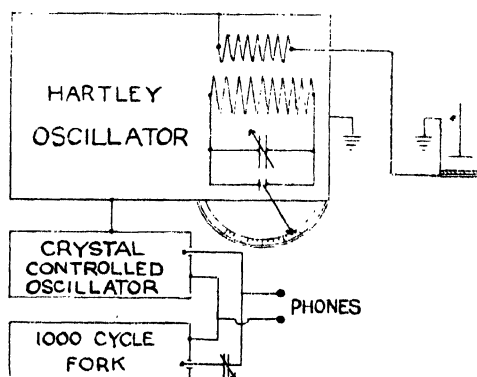 HARTLEY
OSCILLATOR
CRYSTAL
CONTROLLED
OSCILLATOR
PHONES
1000 CYCLE
FORK